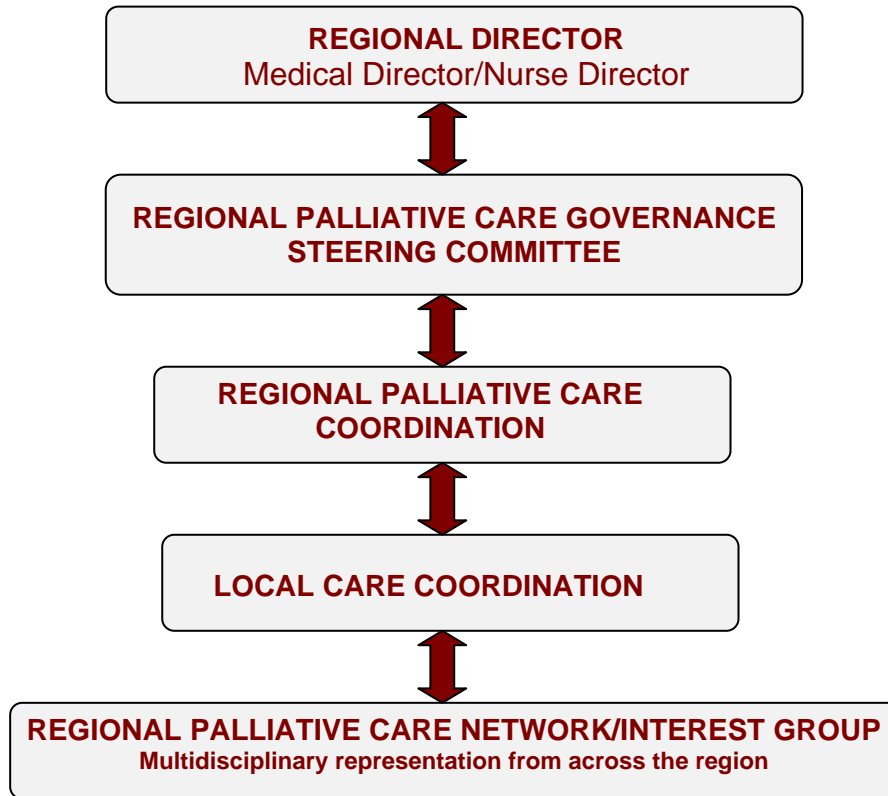 REGIONAL DIRECTOR
Medical Director/Nurse Director
REGIONAL PALLIATIVE CARE GOVERNANCE
STEERING COMMITTEE
REGIONAL PALLIATIVE CARE
COORDINATION
LOCAL CARE COORDINATION
REGIONAL PALLIATIVE CARE NETWORK/INTEREST GROUP
Multidisciplinary representation from across the region